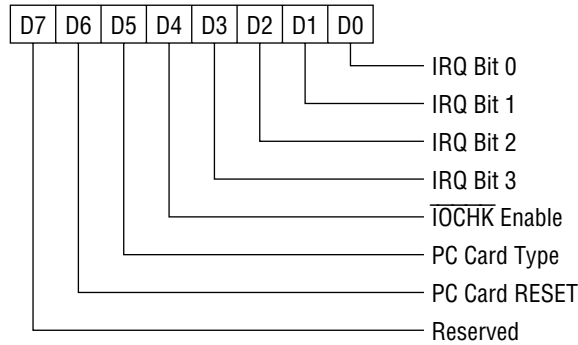 D7 D6 D5 D4 D3 D2 D1 D0
IRQ Bit 0
IRQ Bit 1
IRQ Bit 2
IRQ Bit 3
I̅O̅C̅H̅K̅ Enable
PC Card Type
PC Card RESET
Reserved